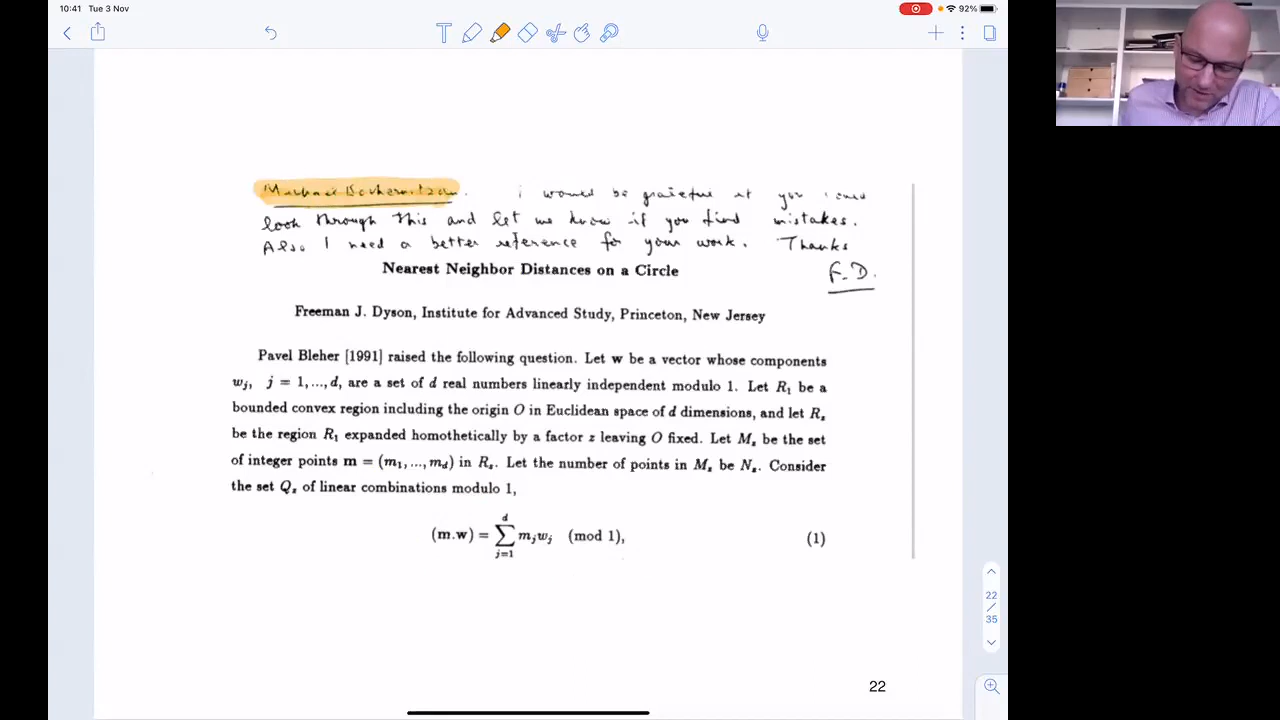 10:41 Tue 3 Nov
92%
Michael Boshernitzan. I would be grateful if you could
look through this and let me know if you find mistakes.
Also I need a better reference for your work. Thanks
F.D.
Nearest Neighbor Distances on a Circle
Freeman J. Dyson, Institute for Advanced Study, Princeton, New Jersey
Pavel Bleher [1991] raised the following question. Let w be a vector whose components
wⱼ, j = 1,...,d, are a set of d real numbers linearly independent modulo 1. Let R₁ be a
bounded convex region including the origin O in Euclidean space of d dimensions, and let Rz
be the region R₁ expanded homothetically by a factor z leaving O fixed. Let Mz be the set
of integer points m = (m₁,...,md) in Rz. Let the number of points in Mz be Nz. Consider
the set Qz of linear combinations modulo 1,
(m.w) = ∑_{j=1}^{d} mⱼwⱼ (mod 1), (1)
22
/
35
22